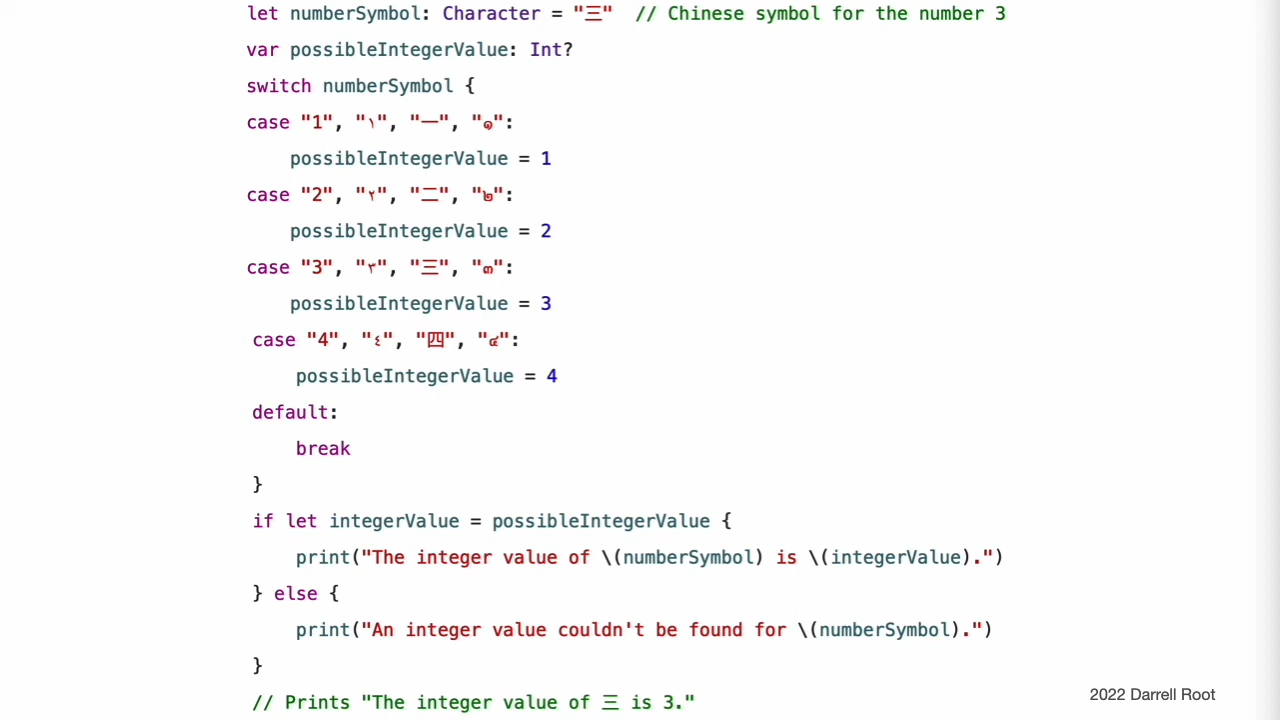 let numberSymbol: Character = "三"  // Chinese symbol for the number 3
var possibleIntegerValue: Int?
switch numberSymbol {
case "1", "١", "一", "๑":
    possibleIntegerValue = 1
case "2", "٢", "二", "๒":
    possibleIntegerValue = 2
case "3", "٣", "三", "๓":
    possibleIntegerValue = 3
case "4", "٤", "四", "๔":
    possibleIntegerValue = 4
default:
    break
}
if let integerValue = possibleIntegerValue {
    print("The integer value of \(numberSymbol) is \(integerValue).")
} else {
    print("An integer value couldn't be found for \(numberSymbol).")
}
// Prints "The integer value of 三 is 3."
2022 Darrell Root